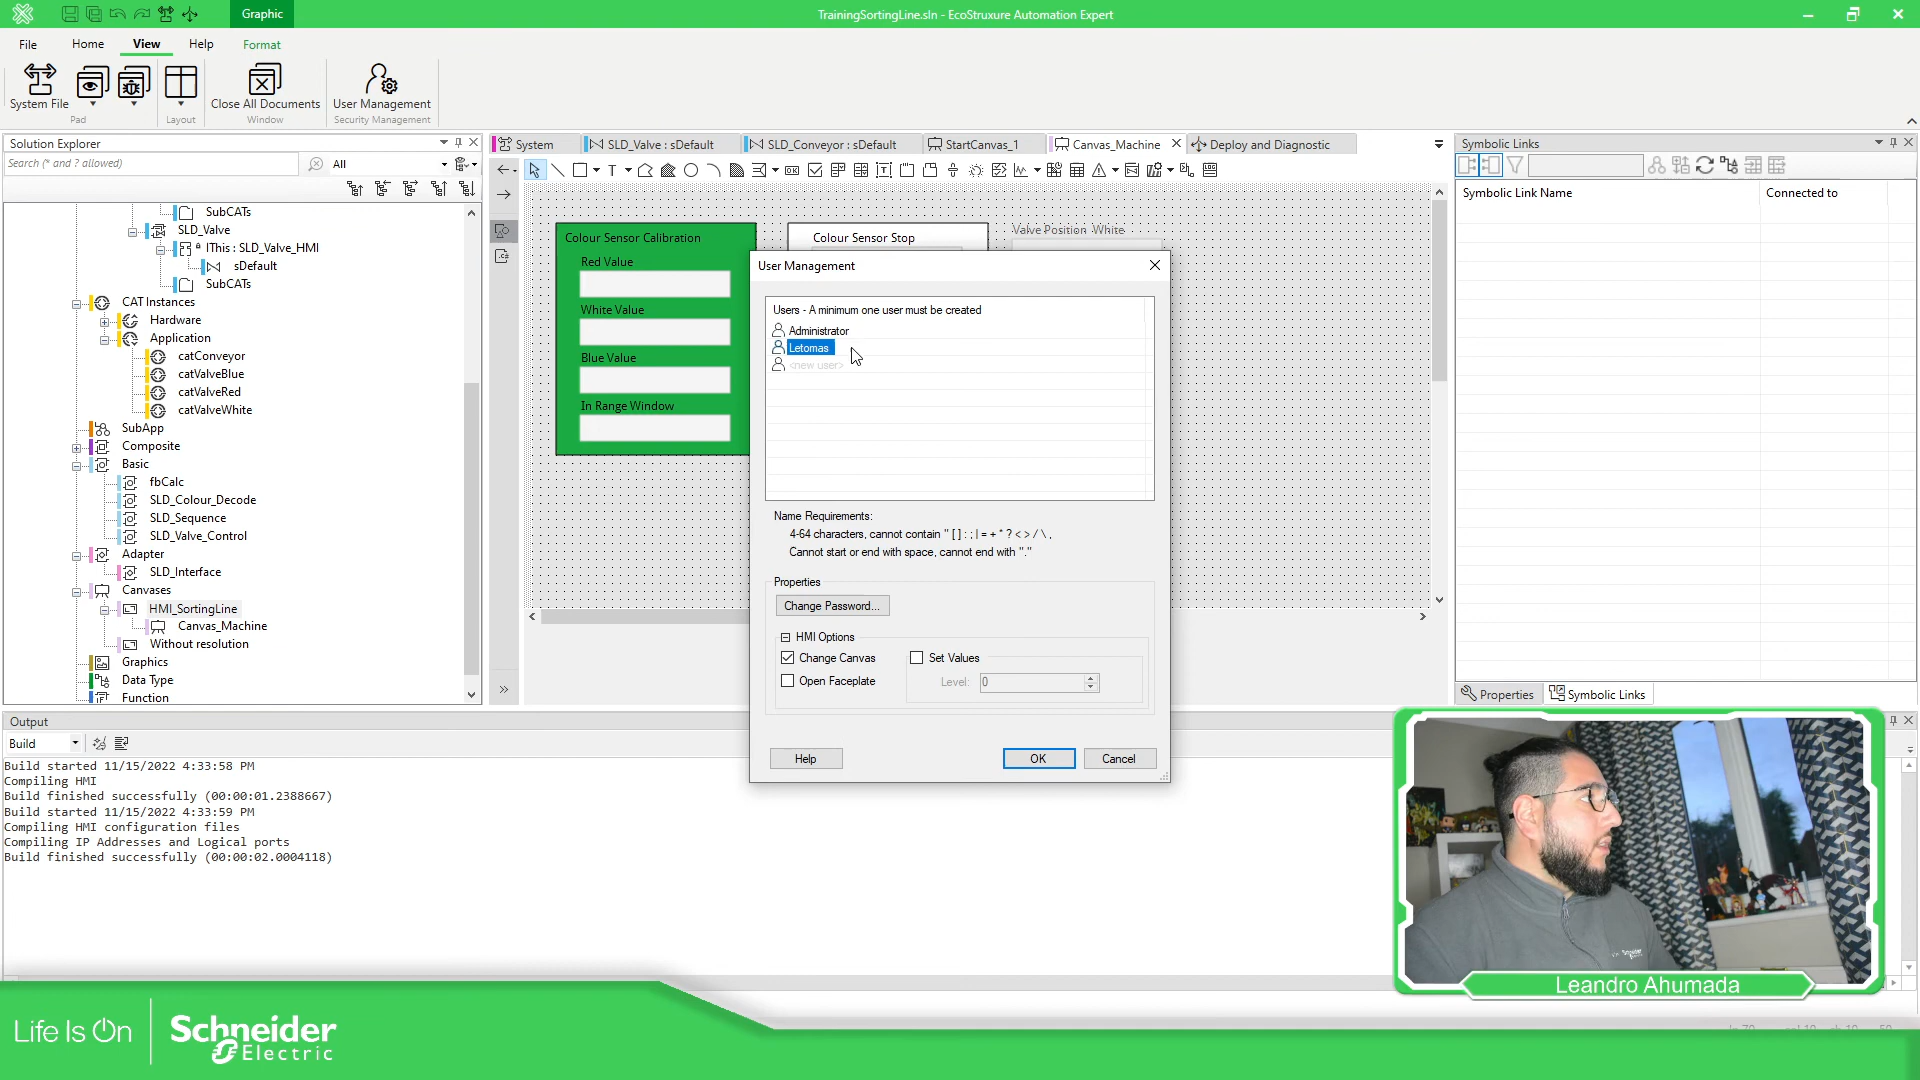 Graphic
TrainingSortingLine.sln - EcoStruxure Automation Expert
File
Home
View
Help
Format
System File
Close All Documents
User Management
Pad
Layout
Window
Security Management
Solution Explorer
Search (* and ? allowed)
All
SubCATs
SLD_Valve
IThis : SLD_Valve_HMI
sDefault
SubCATs
CAT Instances
Hardware
Application
catConveyor
catValveBlue
catValveRed
catValveWhite
SubApp
Composite
Basic
fbCalc
SLD_Colour_Decode
SLD_Sequence
SLD_Valve_Control
Adapter
SLD_Interface
Canvases
HMI_SortingLine
Canvas_Machine
Without resolution
Graphics
Data Type
Function
System
SLD_Valve : sDefault
SLD_Conveyor : sDefault
StartCanvas_1
Canvas_Machine
Deploy and Diagnostic
Colour Sensor Calibration
Red Value
White Value
Blue Value
In Range Window
Colour Sensor Stop
Valve Position White
User Management
Users - A minimum one user must be created
Administrator
Letomas
<new user>
Name Requirements:
4-64 characters, cannot contain " [ ] : ; | = + * ? < > / \ ,
Cannot start or end with space, cannot end with "."
Properties
Change Password...
HMI Options
Change Canvas
Set Values
Open Faceplate
Level:
0
Help
OK
Cancel
Symbolic Links
Symbolic Link Name
Connected to
Properties
Symbolic Links
Output
Build
Build started 11/15/2022 4:33:58 PM
Compiling HMI
Build finished successfully (00:00:01.2388667)
Build started 11/15/2022 4:33:59 PM
Compiling HMI configuration files
Compiling IP Addresses and Logical ports
Build finished successfully (00:00:02.0004118)
Schneider
Leandro Ahumada
Life Is On
Schneider
Electric